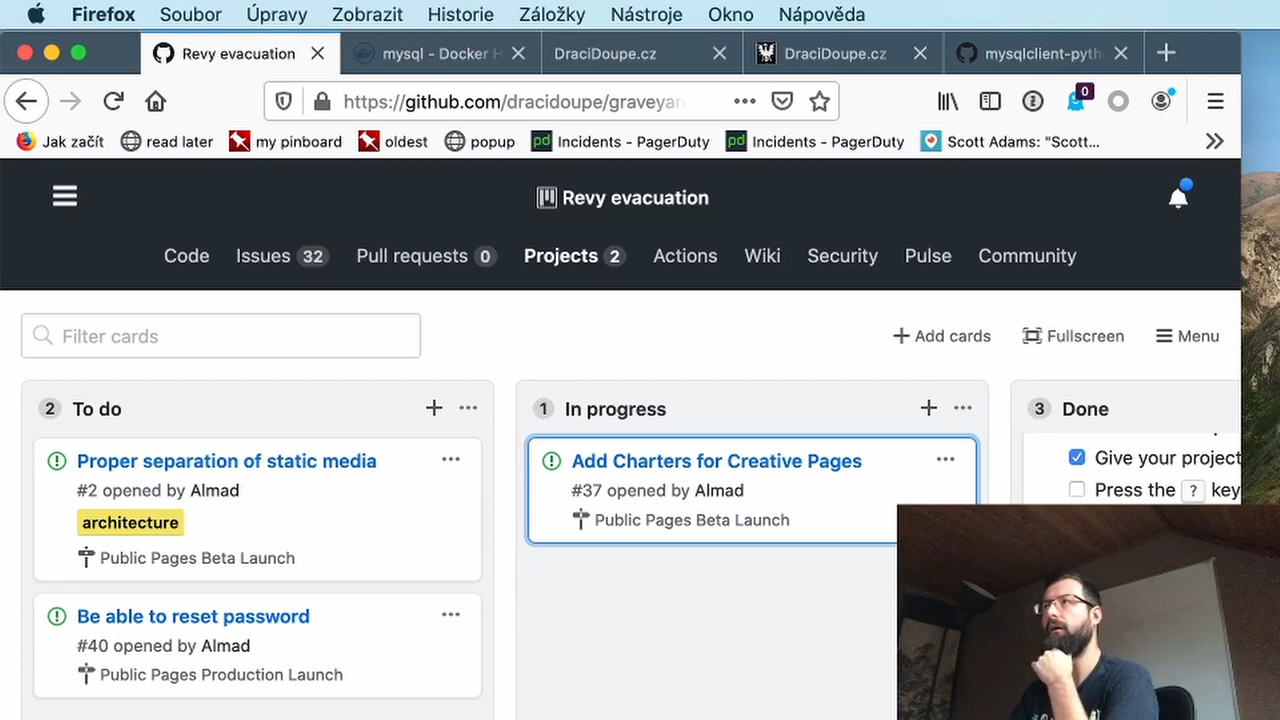 Firefox Soubor Úpravy Zobrazit Historie Záložky Nástroje Okno Nápověda
Revy evacuation mysql - Docker H DraciDoupe.cz DraciDoupe.cz mysqlclient-pyth
https://github.com/dracidoupe/graveyar 0
Jak začít read later my pinboard oldest popup pd Incidents - PagerDuty pd Incidents - PagerDuty Scott Adams: "Scott...
Revy evacuation
Code Issues 32 Pull requests 0 Projects 2 Actions Wiki Security Pulse Community
Filter cards Add cards Fullscreen Menu
2 To do
Proper separation of static media
#2 opened by Almad
architecture
Public Pages Beta Launch
Be able to reset password
#40 opened by Almad
Public Pages Production Launch
1 In progress
Add Charters for Creative Pages
#37 opened by Almad
Public Pages Beta Launch
3 Done
Give your project
Press the ? key